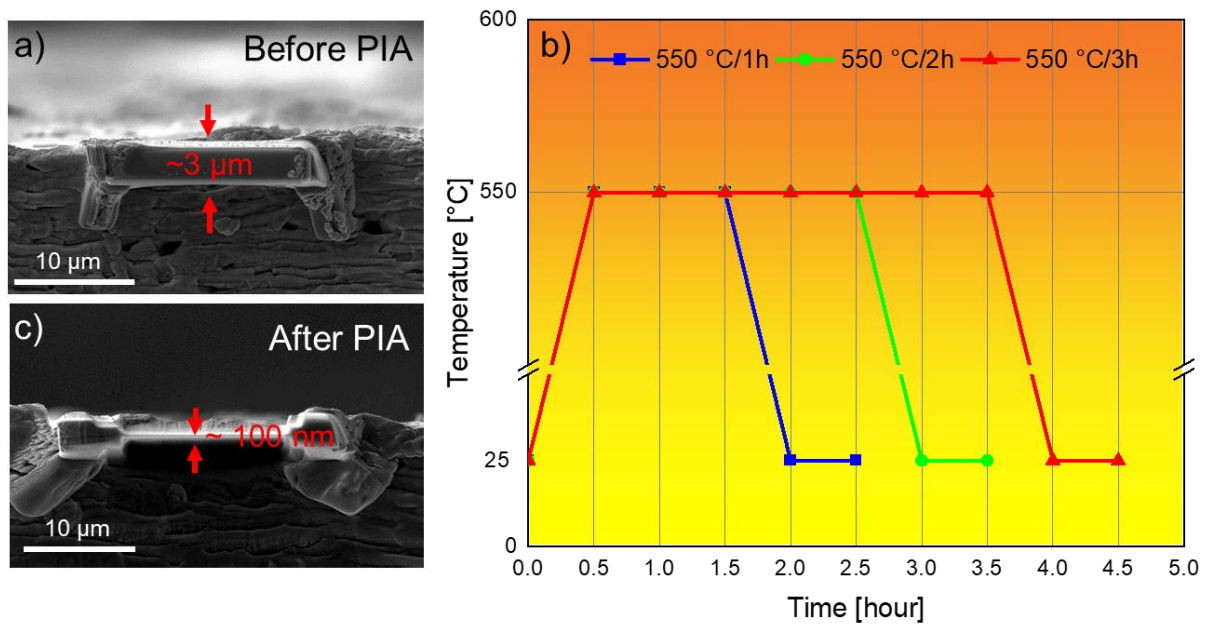 a) Before PIA
~3 µm
10 µm
c) After PIA
~ 100 nm
10 µm
b)
550 °C/1h 550 °C/2h 550 °C/3h
Temperature [°C]
600
550
25
0
0.0 0.5 1.0 1.5 2.0 2.5 3.0 3.5 4.0 4.5 5.0
Time [hour]